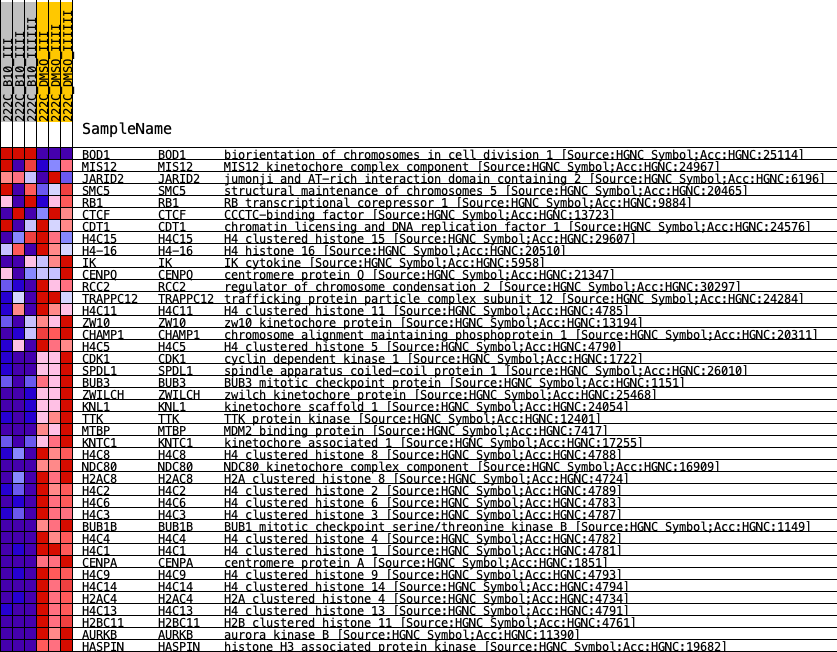 222C_B10_III
222C_B10_IIII
222C_B10_IIIIII
222C_DMSO_III
222C_DMSO_IIII
222C_DMSO_IIIIII
SampleName
BOD1 BOD1 biorientation of chromosomes in cell division 1 [Source:HGNC Symbol;Acc:HGNC:25114]
MIS12 MIS12 MIS12 kinetochore complex component [Source:HGNC Symbol;Acc:HGNC:24967]
JARID2 JARID2 jumonji and AT-rich interaction domain containing 2 [Source:HGNC Symbol;Acc:HGNC:6196]
SMC5 SMC5 structural maintenance of chromosomes 5 [Source:HGNC Symbol;Acc:HGNC:20465]
RB1 RB1 RB transcriptional corepressor 1 [Source:HGNC Symbol;Acc:HGNC:9884]
CTCF CTCF CCCTC-binding factor [Source:HGNC Symbol;Acc:HGNC:13723]
CDT1 CDT1 chromatin licensing and DNA replication factor 1 [Source:HGNC Symbol;Acc:HGNC:24576]
H4C15 H4C15 H4 clustered histone 15 [Source:HGNC Symbol;Acc:HGNC:29607]
H4-16 H4-16 H4 histone 16 [Source:HGNC Symbol;Acc:HGNC:20510]
IK IK IK cytokine [Source:HGNC Symbol;Acc:HGNC:5958]
CENPQ CENPQ centromere protein Q [Source:HGNC Symbol;Acc:HGNC:21347]
RCC2 RCC2 regulator of chromosome condensation 2 [Source:HGNC Symbol;Acc:HGNC:30297]
TRAPPC12 TRAPPC12 trafficking protein particle complex subunit 12 [Source:HGNC Symbol;Acc:HGNC:24284]
H4C11 H4C11 H4 clustered histone 11 [Source:HGNC Symbol;Acc:HGNC:4785]
ZW10 ZW10 zw10 kinetochore protein [Source:HGNC Symbol;Acc:HGNC:13194]
CHAMP1 CHAMP1 chromosome alignment maintaining phosphoprotein 1 [Source:HGNC Symbol;Acc:HGNC:20311]
H4C5 H4C5 H4 clustered histone 5 [Source:HGNC Symbol;Acc:HGNC:4790]
CDK1 CDK1 cyclin dependent kinase 1 [Source:HGNC Symbol;Acc:HGNC:1722]
SPDL1 SPDL1 spindle apparatus coiled-coil protein 1 [Source:HGNC Symbol;Acc:HGNC:26010]
BUB3 BUB3 BUB3 mitotic checkpoint protein [Source:HGNC Symbol;Acc:HGNC:1151]
ZWILCH ZWILCH zwilch kinetochore protein [Source:HGNC Symbol;Acc:HGNC:25468]
KNL1 KNL1 kinetochore scaffold 1 [Source:HGNC Symbol;Acc:HGNC:24054]
TTK TTK TTK protein kinase [Source:HGNC Symbol;Acc:HGNC:12401]
MTBP MTBP MDM2 binding protein [Source:HGNC Symbol;Acc:HGNC:7417]
KNTC1 KNTC1 kinetochore associated 1 [Source:HGNC Symbol;Acc:HGNC:17255]
H4C8 H4C8 H4 clustered histone 8 [Source:HGNC Symbol;Acc:HGNC:4788]
NDC80 NDC80 NDC80 kinetochore complex component [Source:HGNC Symbol;Acc:HGNC:16909]
H2AC8 H2AC8 H2A clustered histone 8 [Source:HGNC Symbol;Acc:HGNC:4724]
H4C2 H4C2 H4 clustered histone 2 [Source:HGNC Symbol;Acc:HGNC:4789]
H4C6 H4C6 H4 clustered histone 6 [Source:HGNC Symbol;Acc:HGNC:4783]
H4C3 H4C3 H4 clustered histone 3 [Source:HGNC Symbol;Acc:HGNC:4787]
BUB1B BUB1B BUB1 mitotic checkpoint serine/threonine kinase B [Source:HGNC Symbol;Acc:HGNC:1149]
H4C4 H4C4 H4 clustered histone 4 [Source:HGNC Symbol;Acc:HGNC:4782]
H4C1 H4C1 H4 clustered histone 1 [Source:HGNC Symbol;Acc:HGNC:4781]
CENPA CENPA centromere protein A [Source:HGNC Symbol;Acc:HGNC:1851]
H4C9 H4C9 H4 clustered histone 9 [Source:HGNC Symbol;Acc:HGNC:4793]
H4C14 H4C14 H4 clustered histone 14 [Source:HGNC Symbol;Acc:HGNC:4794]
H2AC4 H2AC4 H2A clustered histone 4 [Source:HGNC Symbol;Acc:HGNC:4734]
H4C13 H4C13 H4 clustered histone 13 [Source:HGNC Symbol;Acc:HGNC:4791]
H2BC11 H2BC11 H2B clustered histone 11 [Source:HGNC Symbol;Acc:HGNC:4761]
AURKB AURKB aurora kinase B [Source:HGNC Symbol;Acc:HGNC:11390]
HASPIN HASPIN histone H3 associated protein kinase [Source:HGNC Symbol;Acc:HGNC:19682]